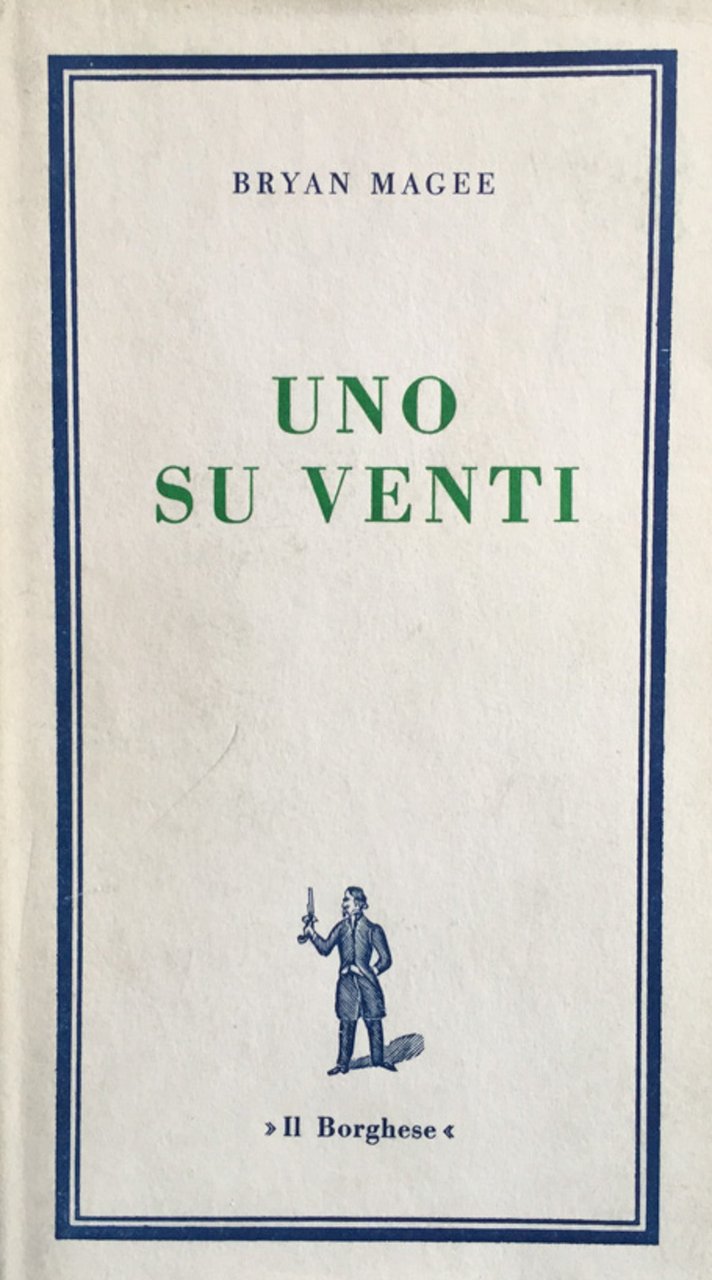 BRYAN MAGEE
UNO
SU VENTI
»Il Borghese«